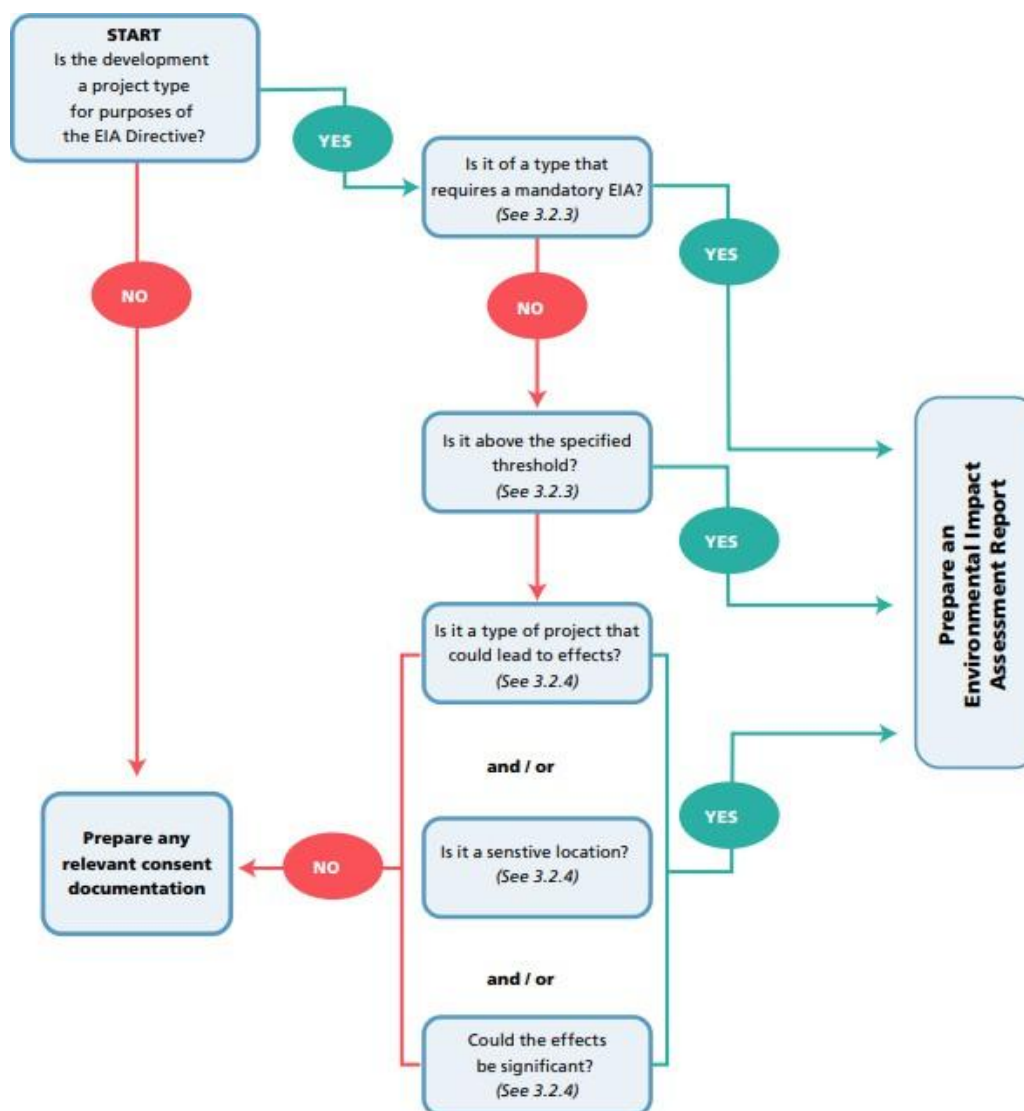 START
Is the development
a project type
for purposes of
the EIA Directive?
YES
Is it of a type that
requires a mandatory EIA?
(See 3.2.3)
YES
NO
NO
Is it above the specified
threshold?
(See 3.2.3)
YES
Prepare an
Environmental Impact
Assessment Report
Is it a type of project that
could lead to effects?
(See 3.2.4)
and / or
Prepare any
relevant consent
documentation
NO
Is it a senstive location?
(See 3.2.4)
YES
and / or
Could the effects
be significant?
(See 3.2.4)